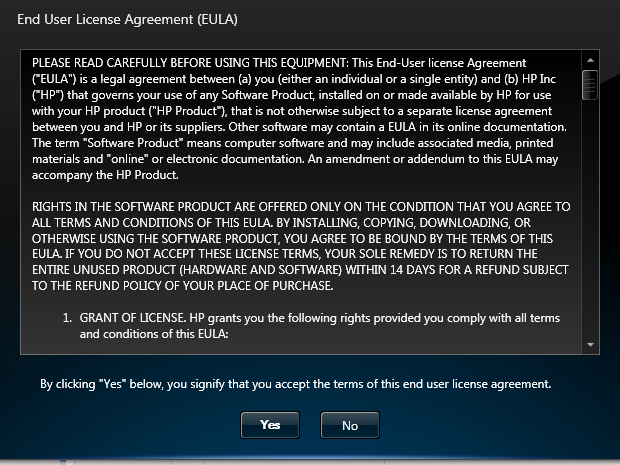 End User License Agreement (EULA)
PLEASE READ CAREFULLY BEFORE USING THIS EQUIPMENT: This End-User license Agreement
("EULA") is a legal agreement between (a) you (either an individual or a single entity) and (b) HP Inc
("HP") that governs your use of any Software Product, installed on or made available by HP for use
with your HP product ("HP Product"), that is not otherwise subject to a separate license agreement
between you and HP or its suppliers. Other software may contain a EULA in its online documentation.
The term "Software Product" means computer software and may include associated media, printed
materials and "online" or electronic documentation. An amendment or addendum to this EULA may
accompany the HP Product.
RIGHTS IN THE SOFTWARE PRODUCT ARE OFFERED ONLY ON THE CONDITION THAT YOU AGREE TO
ALL TERMS AND CONDITIONS OF THIS EULA. BY INSTALLING, COPYING, DOWNLOADING, OR
OTHERWISE USING THE SOFTWARE PRODUCT, YOU AGREE TO BE BOUND BY THE TERMS OF THIS
EULA. IF YOU DO NOT ACCEPT THESE LICENSE TERMS, YOUR SOLE REMEDY IS TO RETURN THE
ENTIRE UNUSED PRODUCT (HARDWARE AND SOFTWARE) WITHIN 14 DAYS FOR A REFUND SUBJECT
TO THE REFUND POLICY OF YOUR PLACE OF PURCHASE.
1. GRANT OF LICENSE. HP grants you the following rights provided you comply with all terms
and conditions of this EULA:
By clicking "Yes" below, you signify that you accept the terms of this end user license agreement.
Yes
No